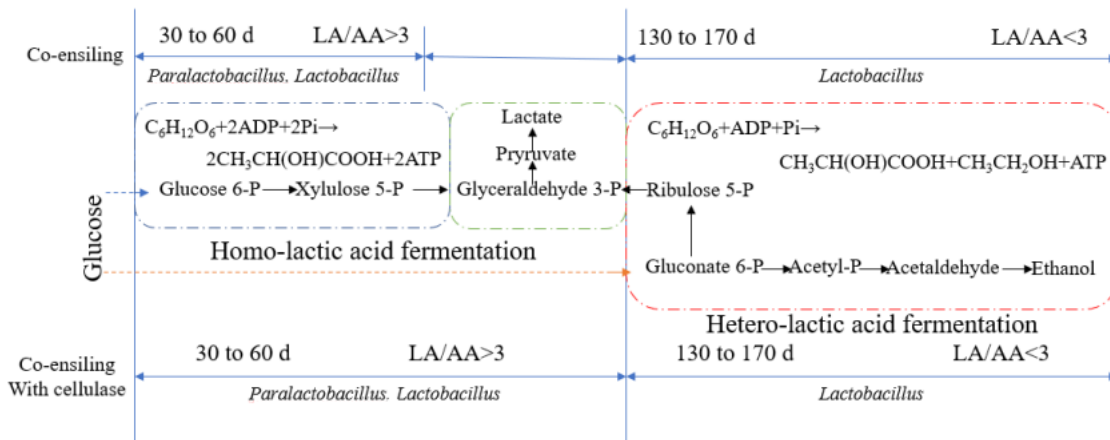 30 to 60 d LA/AA>3 130 to 170 d LA/AA<3
Co-ensiling
Paralactobacillus. Lactobacillus Lactobacillus
Lactate
C₆H₁₂O₆+2ADP+2Pi→ C₆H₁₂O₆+ADP+Pi→
Pryruvate
2CH₃CH(OH)COOH+2ATP CH₃CH(OH)COOH+CH₃CH₂OH+ATP
Glucose 6-P Xylulose 5-P Glyceraldehyde 3-P Ribulose 5-P
Glucose
Homo-lactic acid fermentation
Gluconate 6-P Acetyl-P Acetaldehyde Ethanol
Hetero-lactic acid fermentation
30 to 60 d LA/AA>3 130 to 170 d LA/AA<3
Co-ensiling
With cellulase
Paralactobacillus. Lactobacillus Lactobacillus